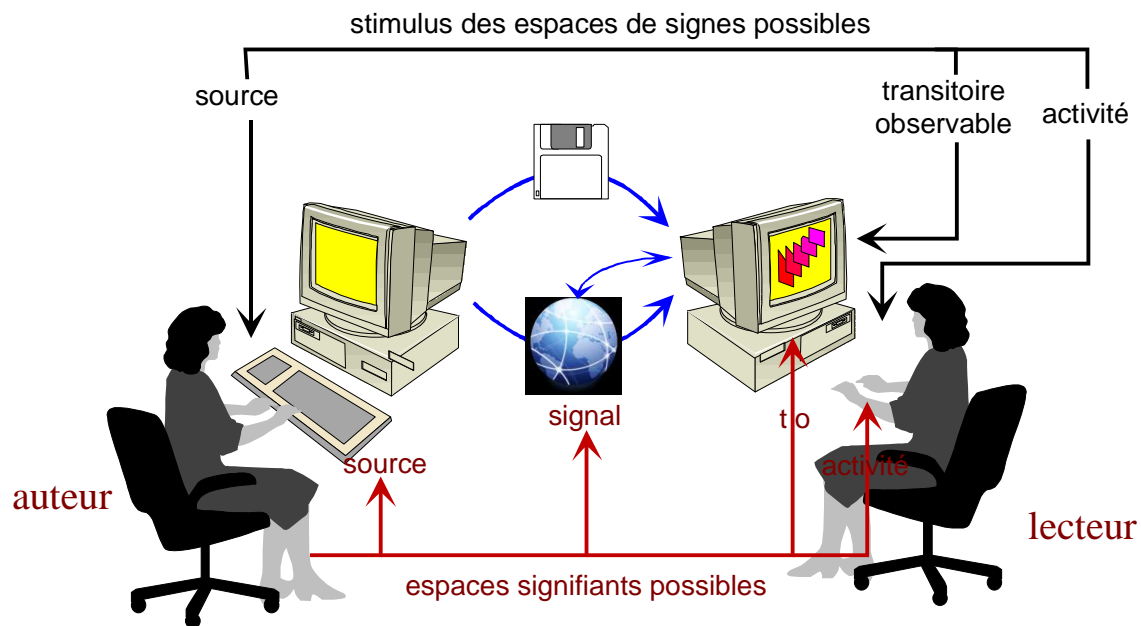 stimulus des espaces de signes possibles
source
transitoire
observable
activité
signal
t o
source
activité
auteur
lecteur
espaces signifiants possibles